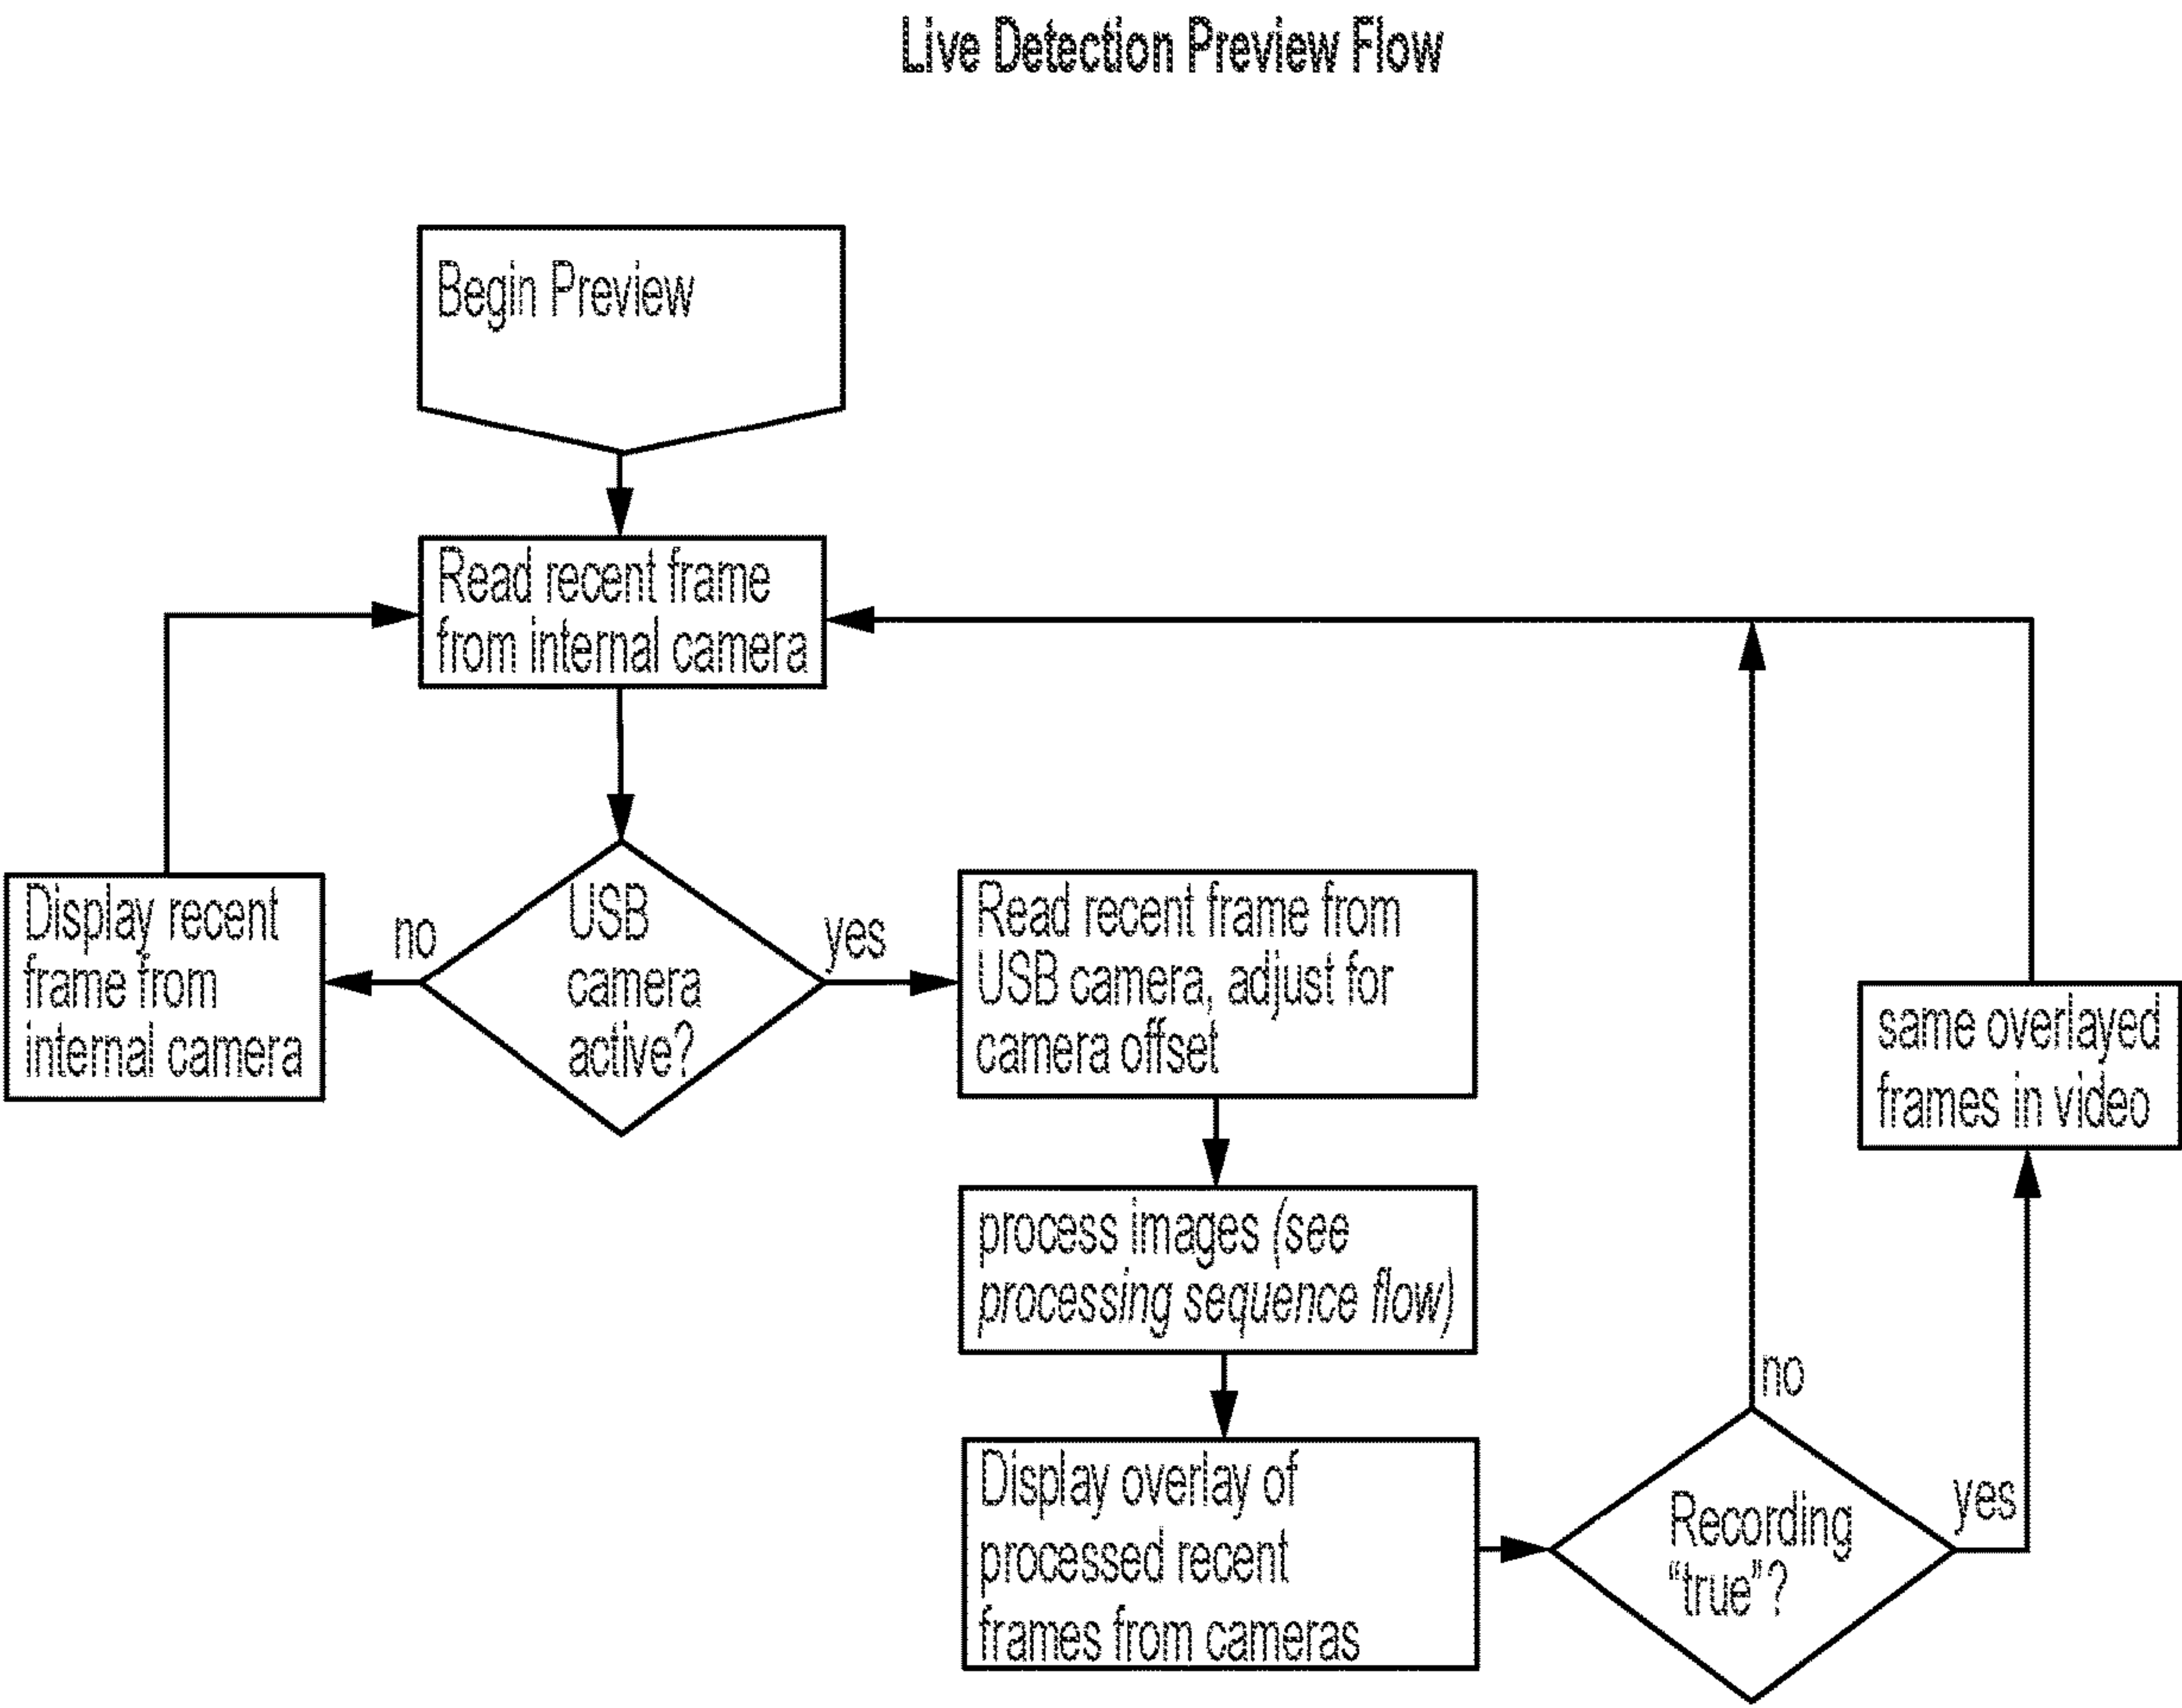 Live Detection Preview Flow
Begin Preview
Read recent frame
from internal camera
Display recent
frame from
internal camera
no
USB
camera
active?
yes
Read recent frame from
USB camera, adjust for
camera offset
same overlayed
frames in video
process images (see
processing sequence flow)
no
Display overlay of
processed recent
frames from cameras
Recording
“true”?
yes